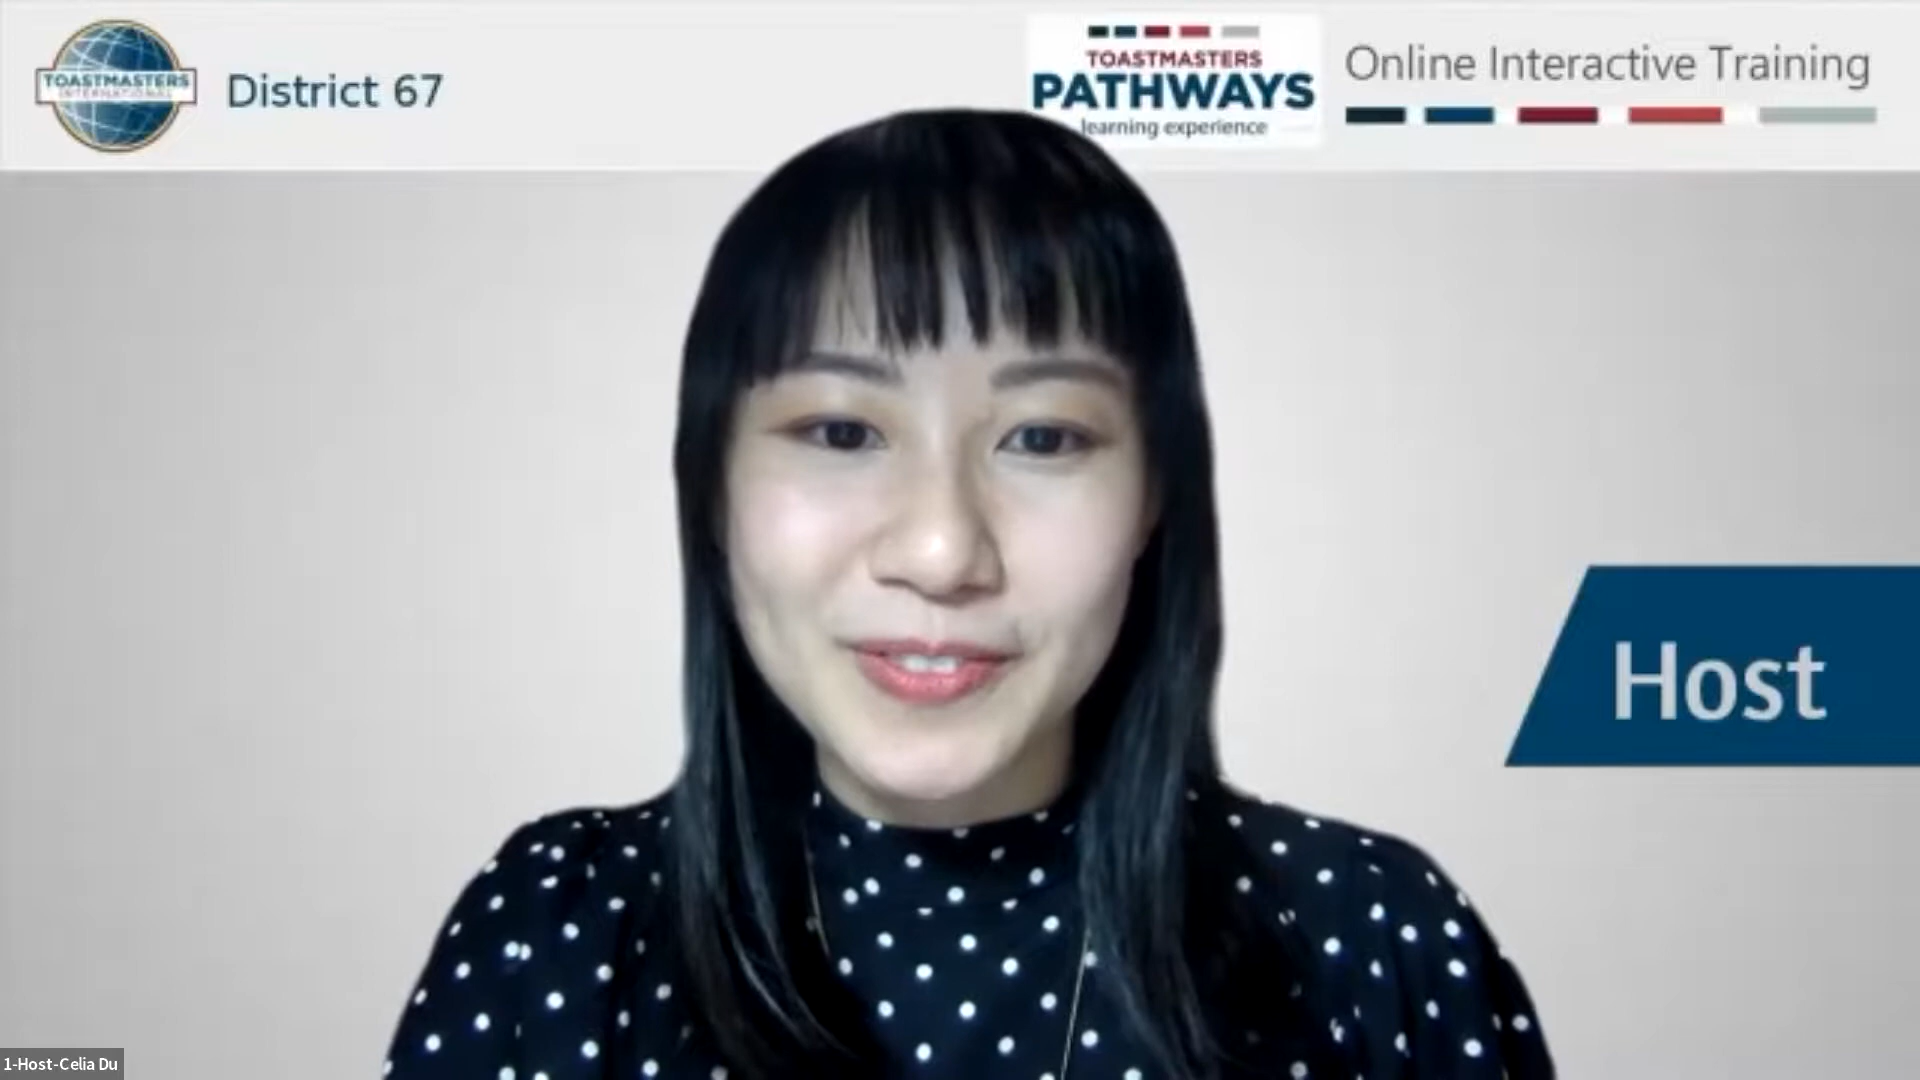 TOASTMASTERS
INTERNATIONAL
District 67
TOASTMASTERS
PATHWAYS
learning experience
Online Interactive Training
Host
1-Host-Celia Du